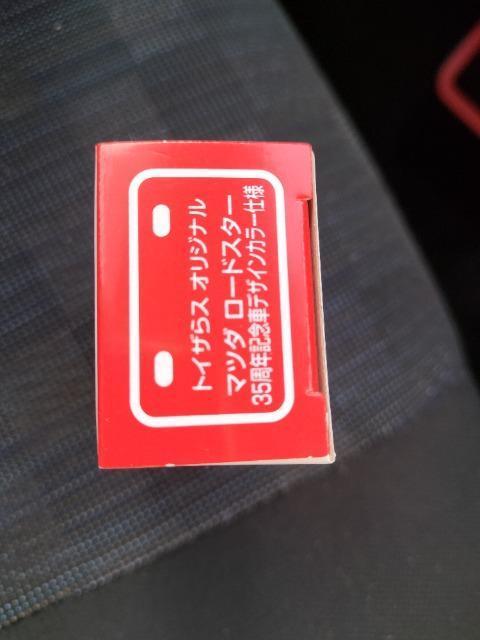 トイザらス オリジナル
マツダ ロードスター
35周年記念車デザインカラー仕様